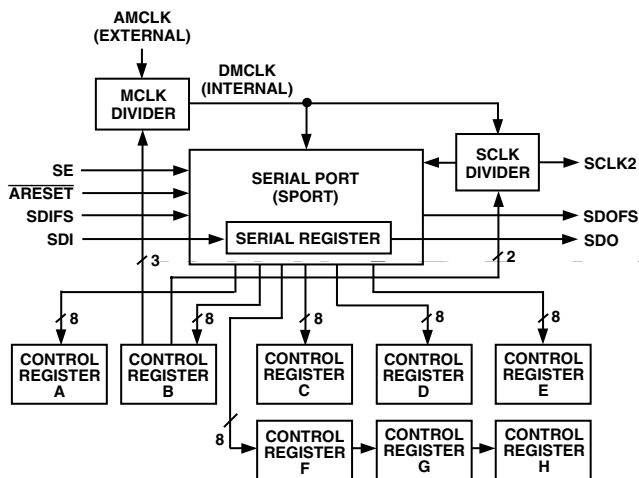 AMCLK
(EXTERNAL)
DMCLK
(INTERNAL)
MCLK
DIVIDER
SE
ARESET
SDIFS
SDI
SERIAL PORT
(SPORT)
SERIAL REGISTER
SCLK
DIVIDER
SCLK2
SDOFS
SDO
3
2
8
8
8
8
8
CONTROL
REGISTER
A
CONTROL
REGISTER
B
CONTROL
REGISTER
C
CONTROL
REGISTER
D
CONTROL
REGISTER
E
8
CONTROL
REGISTER
F
CONTROL
REGISTER
G
CONTROL
REGISTER
H